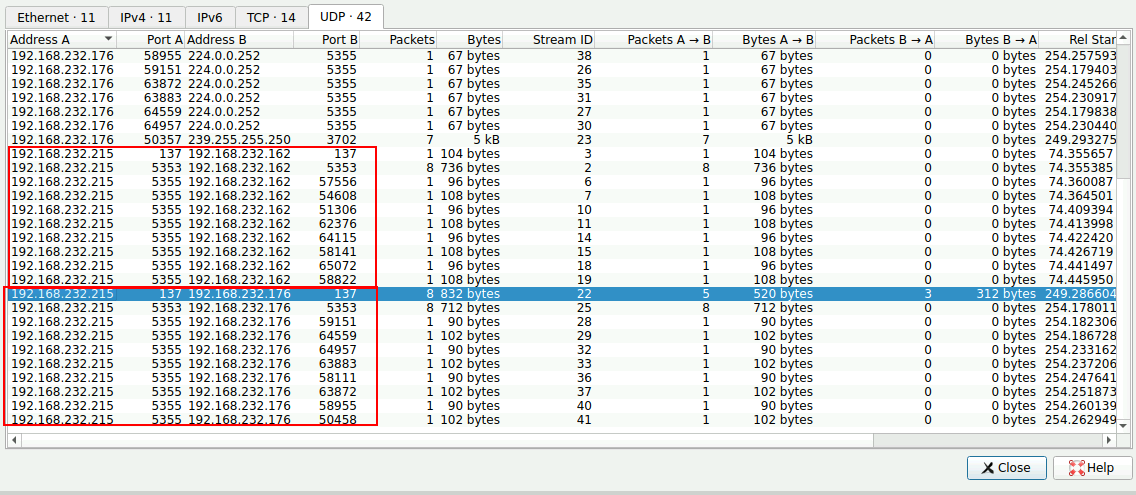 Ethernet · 11 IPv4 · 11 IPv6 TCP · 14 UDP · 42
Address A Port A Address B Port B Packets Bytes Stream ID Packets A → B Bytes A → B Packets B → A Bytes B → A Rel Star
192.168.232.176 58955 224.0.0.252 5355 1 67 bytes 38 1 67 bytes 0 0 bytes 254.257593
192.168.232.176 59151 224.0.0.252 5355 1 67 bytes 26 1 67 bytes 0 0 bytes 254.179403
192.168.232.176 63872 224.0.0.252 5355 1 67 bytes 35 1 67 bytes 0 0 bytes 254.245266
192.168.232.176 63883 224.0.0.252 5355 1 67 bytes 31 1 67 bytes 0 0 bytes 254.230917
192.168.232.176 64559 224.0.0.252 5355 1 67 bytes 27 1 67 bytes 0 0 bytes 254.179838
192.168.232.176 64957 224.0.0.252 5355 1 67 bytes 30 1 67 bytes 0 0 bytes 254.230440
192.168.232.176 50357 239.255.255.250 3702 7 5 kB 23 7 5 kB 0 0 bytes 249.293275
192.168.232.215 137 192.168.232.162 137 1 104 bytes 3 1 104 bytes 0 0 bytes 74.355657
192.168.232.215 5353 192.168.232.162 5353 8 736 bytes 2 8 736 bytes 0 0 bytes 74.355385
192.168.232.215 5355 192.168.232.162 57556 1 96 bytes 6 1 96 bytes 0 0 bytes 74.360087
192.168.232.215 5355 192.168.232.162 54608 1 108 bytes 7 1 108 bytes 0 0 bytes 74.364501
192.168.232.215 5355 192.168.232.162 51306 1 96 bytes 10 1 96 bytes 0 0 bytes 74.409394
192.168.232.215 5355 192.168.232.162 62376 1 108 bytes 11 1 108 bytes 0 0 bytes 74.413998
192.168.232.215 5355 192.168.232.162 64115 1 96 bytes 14 1 96 bytes 0 0 bytes 74.422420
192.168.232.215 5355 192.168.232.162 58141 1 108 bytes 15 1 108 bytes 0 0 bytes 74.426719
192.168.232.215 5355 192.168.232.162 65072 1 96 bytes 18 1 96 bytes 0 0 bytes 74.441497
192.168.232.215 5355 192.168.232.162 58822 1 108 bytes 19 1 108 bytes 0 0 bytes 74.445950
192.168.232.215 137 192.168.232.176 137 8 832 bytes 22 5 520 bytes 3 312 bytes 249.286604
192.168.232.215 5353 192.168.232.176 5353 8 712 bytes 25 8 712 bytes 0 0 bytes 254.178011
192.168.232.215 5355 192.168.232.176 59151 1 90 bytes 28 1 90 bytes 0 0 bytes 254.182306
192.168.232.215 5355 192.168.232.176 64559 1 102 bytes 29 1 102 bytes 0 0 bytes 254.186728
192.168.232.215 5355 192.168.232.176 64957 1 90 bytes 32 1 90 bytes 0 0 bytes 254.233162
192.168.232.215 5355 192.168.232.176 63883 1 102 bytes 33 1 102 bytes 0 0 bytes 254.237206
192.168.232.215 5355 192.168.232.176 58111 1 90 bytes 36 1 90 bytes 0 0 bytes 254.247641
192.168.232.215 5355 192.168.232.176 63872 1 102 bytes 37 1 102 bytes 0 0 bytes 254.251873
192.168.232.215 5355 192.168.232.176 58955 1 90 bytes 40 1 90 bytes 0 0 bytes 254.260139
192.168.232.215 5355 192.168.232.176 50458 1 102 bytes 41 1 102 bytes 0 0 bytes 254.262949
Close Help